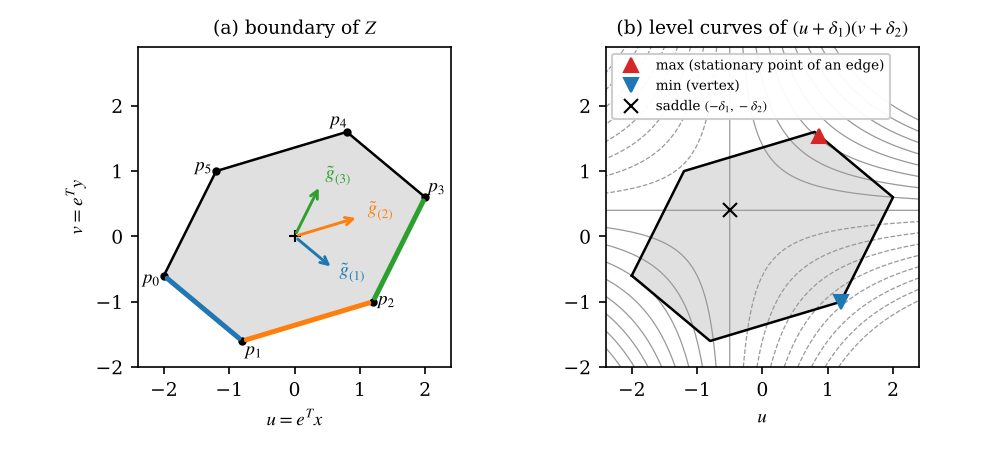 (a) boundary of Z
2
1
0
−1
−2
−2
−1
0
1
2
v = eᵀy
u = eᵀx
p₀
p₁
p₂
p₃
p₄
p₅
g̃₍₃₎
g̃₍₂₎
g̃₍₁₎
(b) level curves of (u + δ₁)(v + δ₂)
max (stationary point of an edge)
min (vertex)
saddle (−δ₁, −δ₂)
2
1
0
−1
−2
−2
−1
0
1
2
u